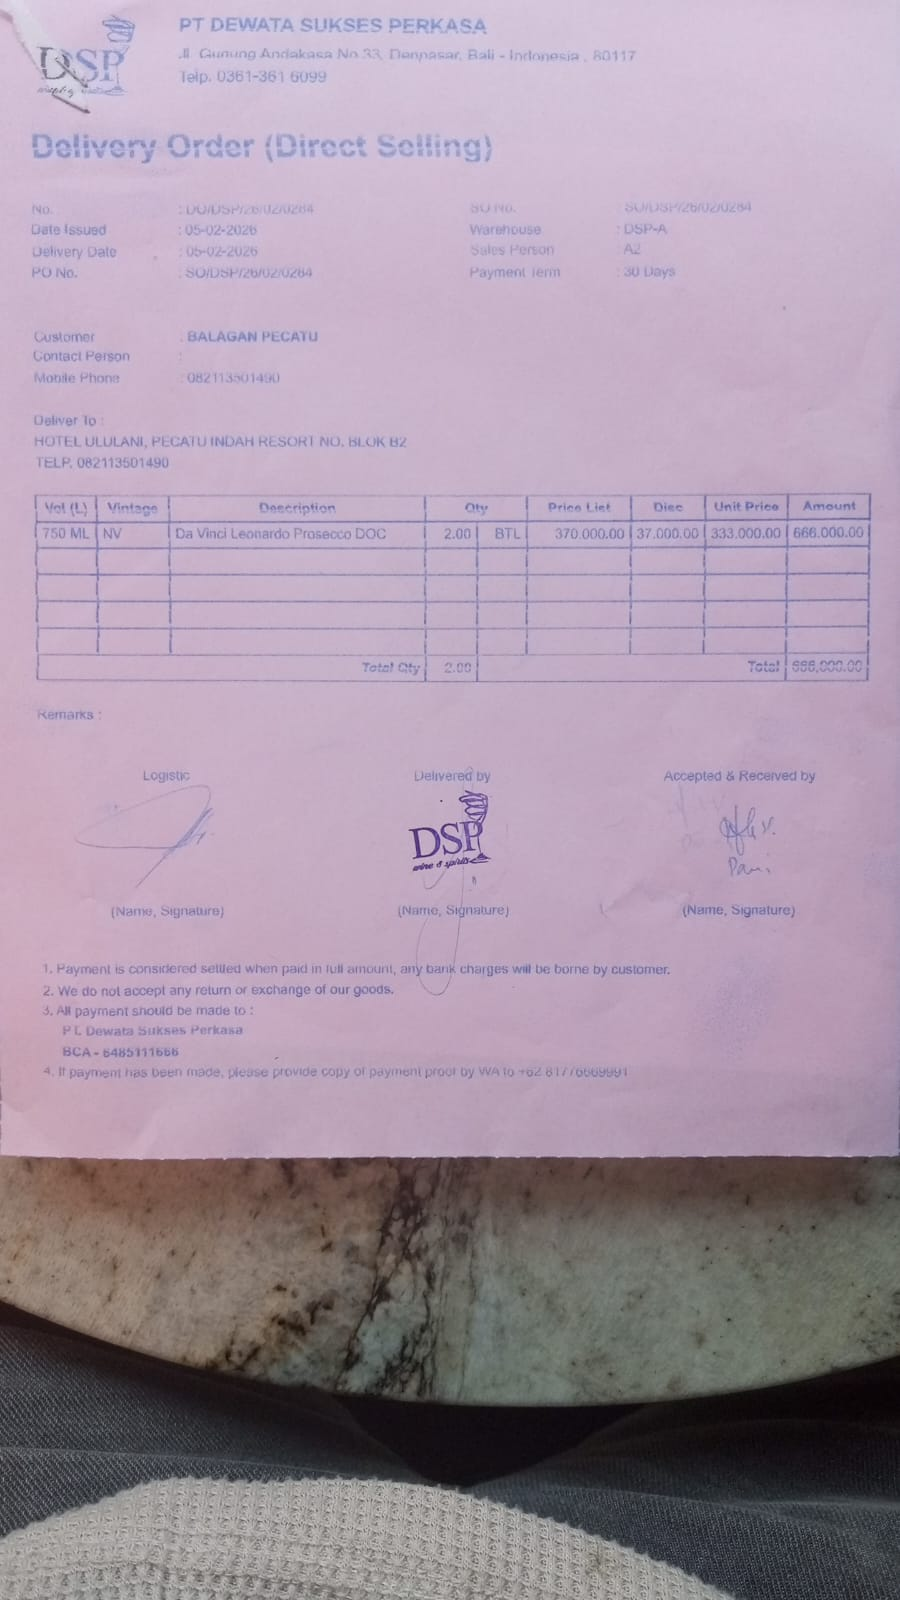 DSP
PT DEWATA SUKSES PERKASA
Jl. Gunung Andakasa No.33, Denpasar, Bali - Indonesia , 80117
Telp. 0361-361 6099
Delivery Order (Direct Selling)
No. : DO/DSP/26/02/0284 SO No. : SO/DSP/26/02/0284
Date Issued : 05-02-2026 Warehouse : DSP-A
Delivery Date : 05-02-2026 Sales Person : A2
PO No. : SO/DSP/26/02/0284 Payment Term : 30 Days
Customer : BALAGAN PECATU
Contact Person :
Mobile Phone : 082113501490
Deliver To :
HOTEL ULULANI, PECATU INDAH RESORT NO. BLOK B2
TELP. 082113501490
Vol (L) Vintage Description Qty Price List Disc Unit Price Amount
750 ML NV Da Vinci Leonardo Prosecco DOC 2.00 BTL 370.000.00 37.000.00 333.000.00 666.000.00
Total Qty 2.00 Total 666,000.00
Remarks :
Logistic Delivered by Accepted & Received by
DSP
wine & spirits
(Name, Signature) (Name, Signature) (Name, Signature)
1. Payment is considered settled when paid in full amount, any bank charges will be borne by customer.
2. We do not accept any return or exchange of our goods.
3. All payment should be made to :
PT. Dewata Sukses Perkasa
BCA - 6485111666
4. If payment has been made, please provide copy of payment proof by WA to +62 81776669991